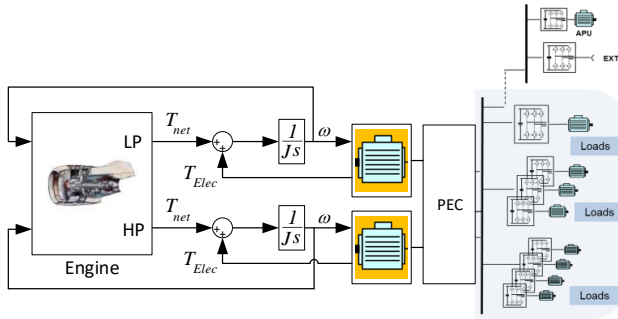 APU
EXT
LP
T_net
1
Js
ω
T_Elec
Loads
PEC
HP
T_net
1
Js
ω
Loads
T_Elec
Engine
Loads